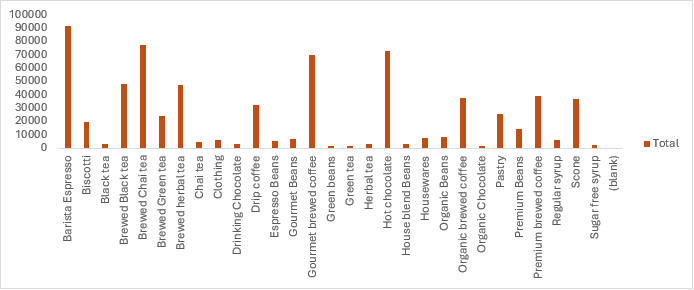 100000
90000
80000
70000
60000
50000
40000
30000
20000
10000
0
Barista Espresso
Biscotti
Black tea
Brewed Black tea
Brewed Chai tea
Brewed Green tea
Brewed herbal tea
Chai tea
Clothing
Drinking Chocolate
Drip coffee
Espresso Beans
Gourmet Beans
Gourmet brewed coffee
Green beans
Green tea
Herbal tea
Hot chocolate
House blend Beans
Housewares
Organic Beans
Organic brewed coffee
Organic Chocolate
Pastry
Premium Beans
Premium brewed coffee
Regular syrup
Scone
Sugar free syrup
(blank)
Total